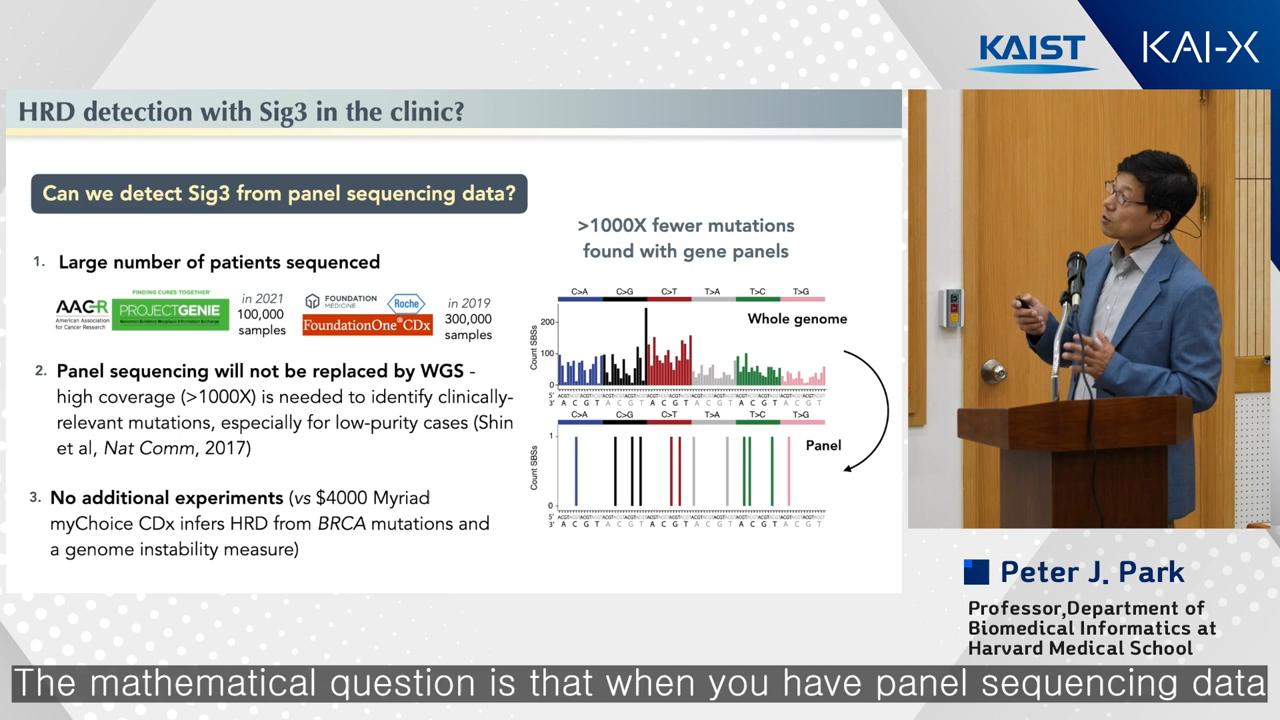 KAIST
KAI-X
HRD detection with Sig3 in the clinic?
Can we detect Sig3 from panel sequencing data?
1. Large number of patients sequenced
AACR
American Association
for Cancer Research
FINDING CURES TOGETHER
PROJECT GENIE
in 2021
100,000
samples
FOUNDATION
MEDICINE
Roche
FoundationOne®CDx
in 2019
300,000
samples
2. Panel sequencing will not be replaced by WGS -
high coverage (>1000X) is needed to identify clinically-
relevant mutations, especially for low-purity cases (Shin
et al, Nat Comm, 2017)
3. No additional experiments (vs $4000 Myriad
myChoice CDx infers HRD from BRCA mutations and
a genome instability measure)
>1000X fewer mutations
found with gene panels
C>A C>G C>T T>A T>C T>G
Whole genome
Count SBSs
200
100
0
5'
3' A C G T A C G T A C G T A C G T A C G T A C G T
C>A C>G C>T T>A T>C T>G
Panel
Count SBSs
1
0
5'
3' A C G T A C G T A C G T A C G T A C G T A C G T
Peter J. Park
Professor,Department of
Biomedical Informatics at
Harvard Medical School
The mathematical question is that when you have panel sequencing data